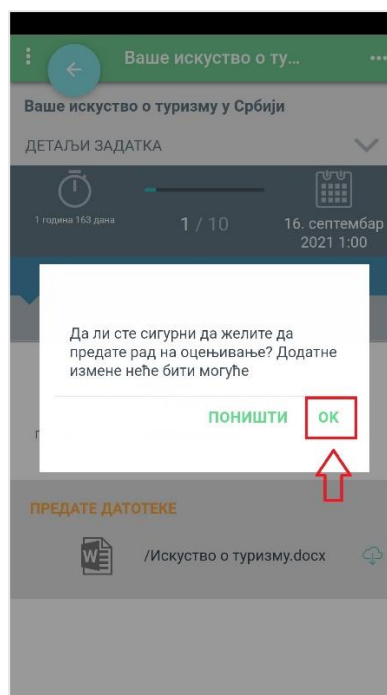 Ваше искуство о ту...
Ваше искуство о туризму у Србији
ДЕТАЉИ ЗАДАТКА
1 година 163 дана
1 / 10
16. септембар
2021 1:00
Да ли сте сигурни да желите да
предате рад на оцењивање? Додатне
измене неће бити могуће
ПОНИШТИ ОК
ПРЕДАТЕ ДАТОТЕКЕ
W
/Искуство о туризму.docx